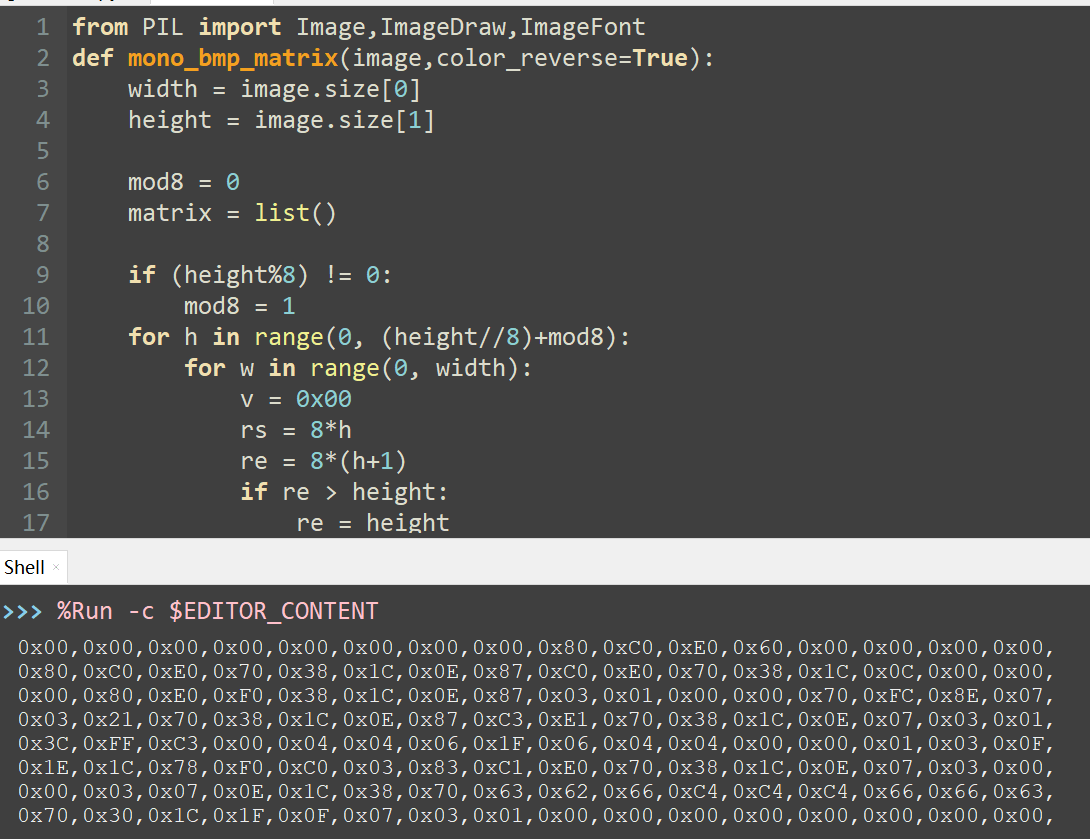 1 from PIL import Image,ImageDraw,ImageFont
2 def mono_bmp_matrix(image,color_reverse=True):
3     width = image.size[0]
4     height = image.size[1]
5
6     mod8 = 0
7     matrix = list()
8
9     if (height%8) != 0:
10         mod8 = 1
11     for h in range(0, (height//8)+mod8):
12         for w in range(0, width):
13             v = 0x00
14             rs = 8*h
15             re = 8*(h+1)
16             if re > height:
17                 re = height
Shell ×
>>> %Run -c $EDITOR_CONTENT
0x00,0x00,0x00,0x00,0x00,0x00,0x00,0x00,0x80,0xC0,0xE0,0x60,0x00,0x00,0x00,0x00,
0x80,0xC0,0xE0,0x70,0x38,0x1C,0x0E,0x87,0xC0,0xE0,0x70,0x38,0x1C,0x0C,0x00,0x00,
0x00,0x80,0xE0,0xF0,0x38,0x1C,0x0E,0x87,0x03,0x01,0x00,0x00,0x70,0xFC,0x8E,0x07,
0x03,0x21,0x70,0x38,0x1C,0x0E,0x87,0xC3,0xE1,0x70,0x38,0x1C,0x0E,0x07,0x03,0x01,
0x3C,0xFF,0xC3,0x00,0x04,0x04,0x06,0x1F,0x06,0x04,0x04,0x00,0x00,0x01,0x03,0x0F,
0x1E,0x1C,0x78,0xF0,0xC0,0x03,0x83,0xC1,0xE0,0x70,0x38,0x1C,0x0E,0x07,0x03,0x00,
0x00,0x03,0x07,0x0E,0x1C,0x38,0x70,0x63,0x62,0x66,0xC4,0xC4,0xC4,0x66,0x66,0x63,
0x70,0x30,0x1C,0x1F,0x0F,0x07,0x03,0x01,0x00,0x00,0x00,0x00,0x00,0x00,0x00,0x00,